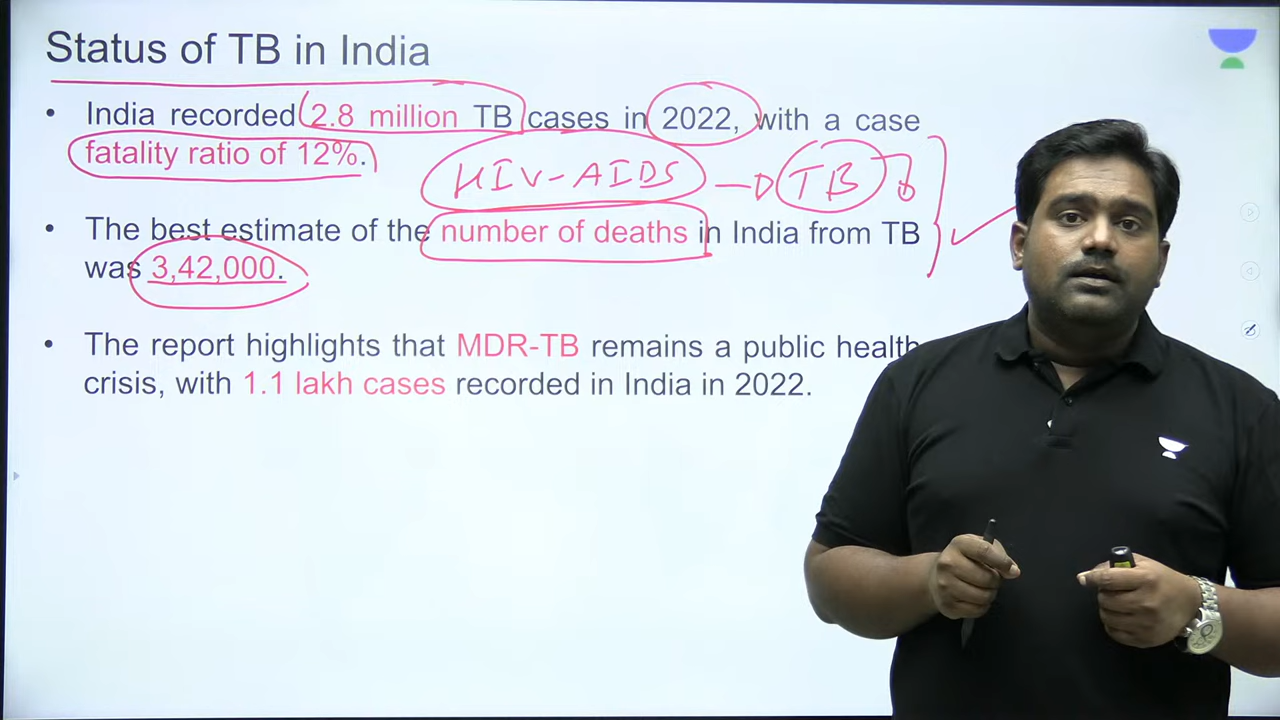 Status of TB in India
• India recorded 2.8 million TB cases in 2022, with a case
fatality ratio of 12%.
HIV-AIDS → TB
• The best estimate of the number of deaths in India from TB
was 3,42,000.
• The report highlights that MDR-TB remains a public health
crisis, with 1.1 lakh cases recorded in India in 2022.